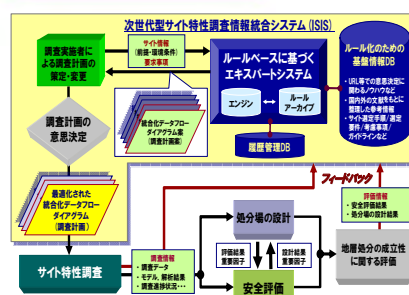 次世代型サイト特性調査情報統合システム(ISIS)
調査実施者に
よる調査計画の
策定・変更
サイト情報
(前提・環境条件)
要求事項
ルールベースに基づく
エキスパートシステム
エンジン
ルール
アーカイブ
履歴管理DB
ルール化のための
基盤情報DB
・URL等での意思決定に
関わるノウハウなど
・国内外の文献をもとに
整理した参考情報
・サイト選定手順/選定
要件/考慮事項/
ガイドラインなど
調査計画の
意思決定
統合化データフロー
ダイアグラム案
(調査計画案)
最適化された
統合化データフロー
ダイアグラム
(調査計画)
フィードバック
評価情報
・安全評価結果
・処分場の設計結果
サイト特性調査
調査情報
・調査データ
・モデル、解析結果
・調査進捗状況・・・
処分場の設計
評価結果
重要因子
設計結果
重要因子
安全評価
地層処分の成立性
に関する評価